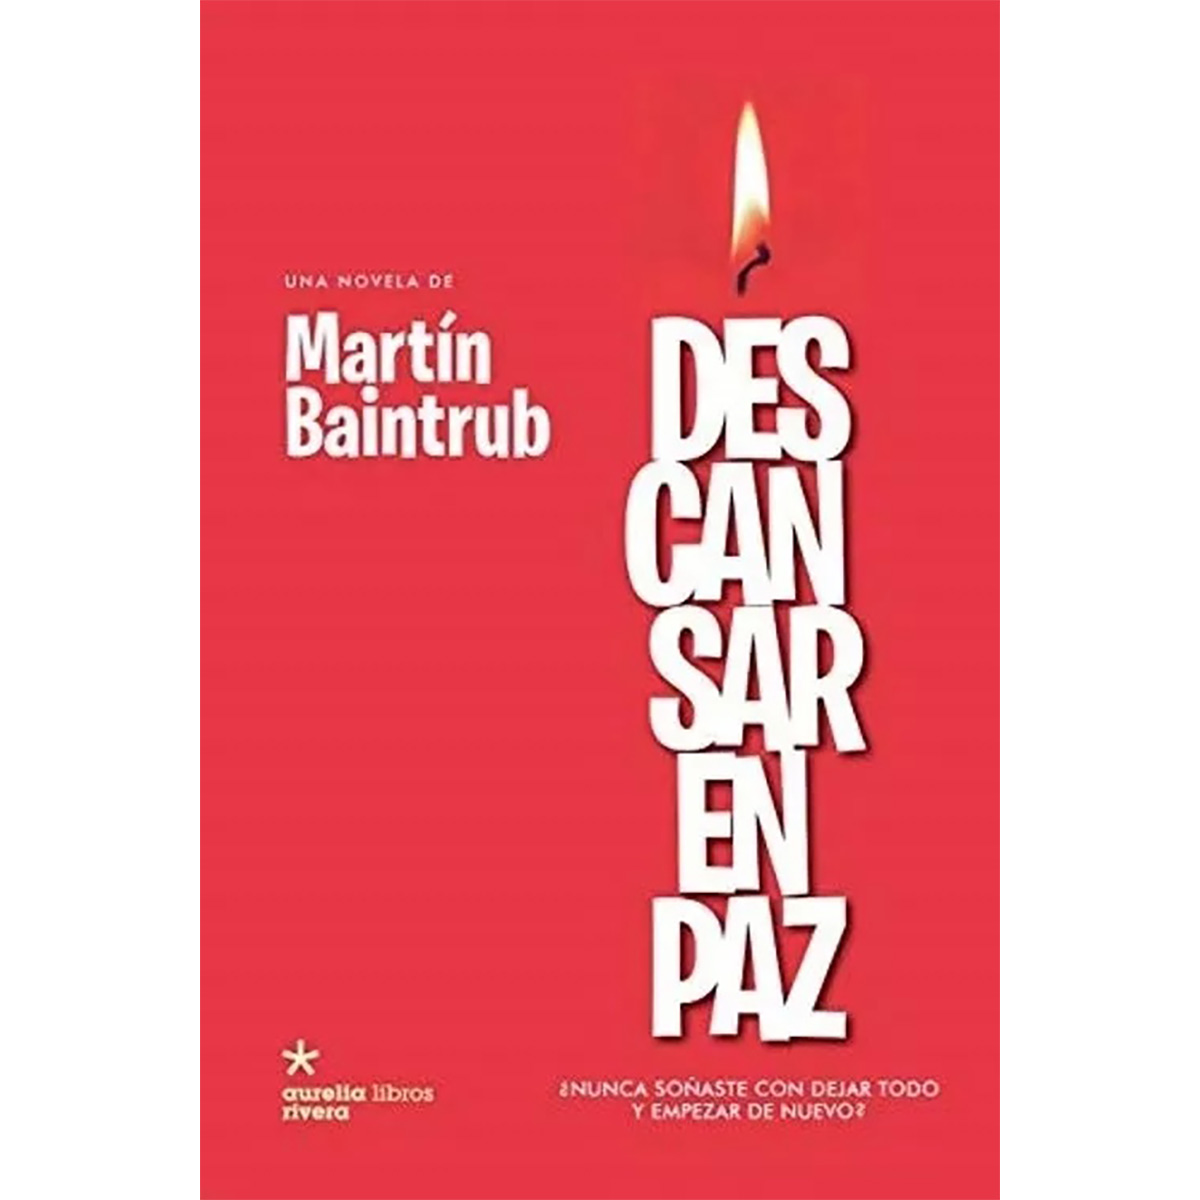 UNA NOVELA DE
Martín
Baintrub
DES
CAN
SAR
EN
PAZ
aurelia libros
rivera
¿NUNCA SOÑASTE CON DEJAR TODO
Y EMPEZAR DE NUEVO?